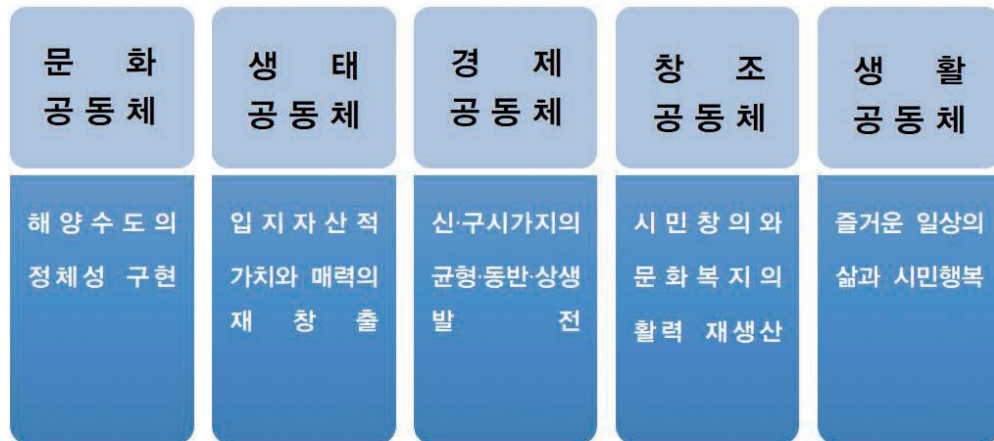 문 화
공동체
해양수도의
정체성 구현
생 태
공동체
입지자산적
가치와 매력의
재 창 출
경 제
공동체
신·구시가지의
균형·동반·상생
발 전
창 조
공동체
시민창의와
문화복지의
활력 재생산
생 활
공동체
즐거운 일상의
삶과 시민행복